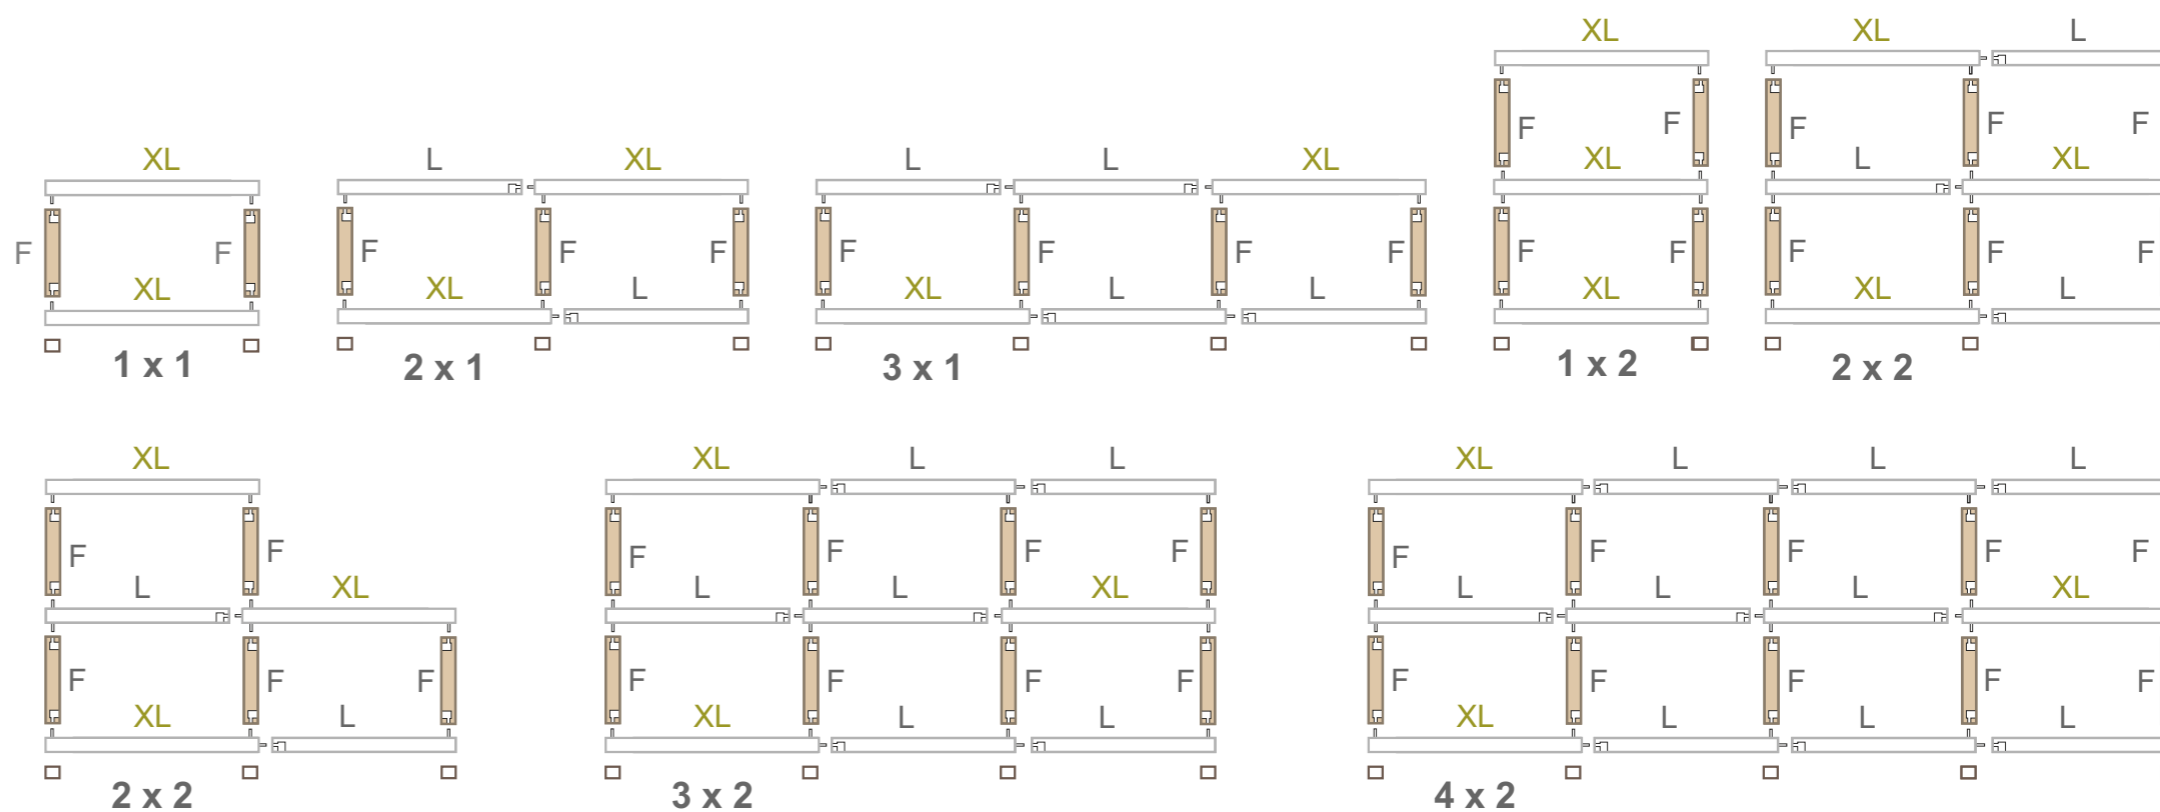 XL
F F
XL
1 x 1
L XL
F F F
XL L
2 x 1
L L XL
F F F F
XL L L
3 x 1
XL
F F
XL
F F
XL
1 x 2
XL L
F F F
L XL
F F F
XL L
2 x 2
XL
F F
L XL
F F F
XL L
2 x 2
XL L L
F F F F
L L XL
F F F F
XL L L
3 x 2
XL L L L
F F F F F
L L L XL
F F F F F
XL L L L
4 x 2